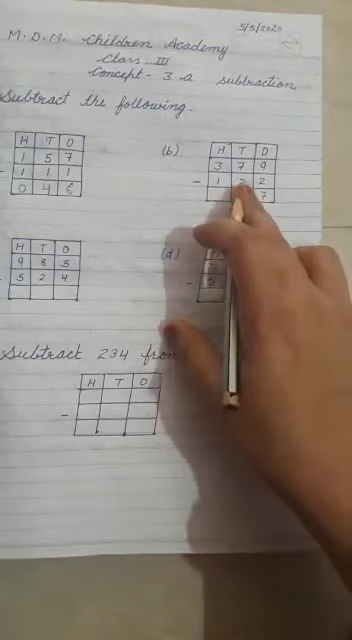 5/5/2020
M.D.N. Children Academy
Class III
Concept - 3 a subtraction
Subtract the following.
H T O
1 5 7
1 1 1
0 4 6
(b)
H T O
3 7 9
- 1 2 2
7
H T O
9 8 5
5 2 4
(d)
-
Subtract 234 from
H T O
-